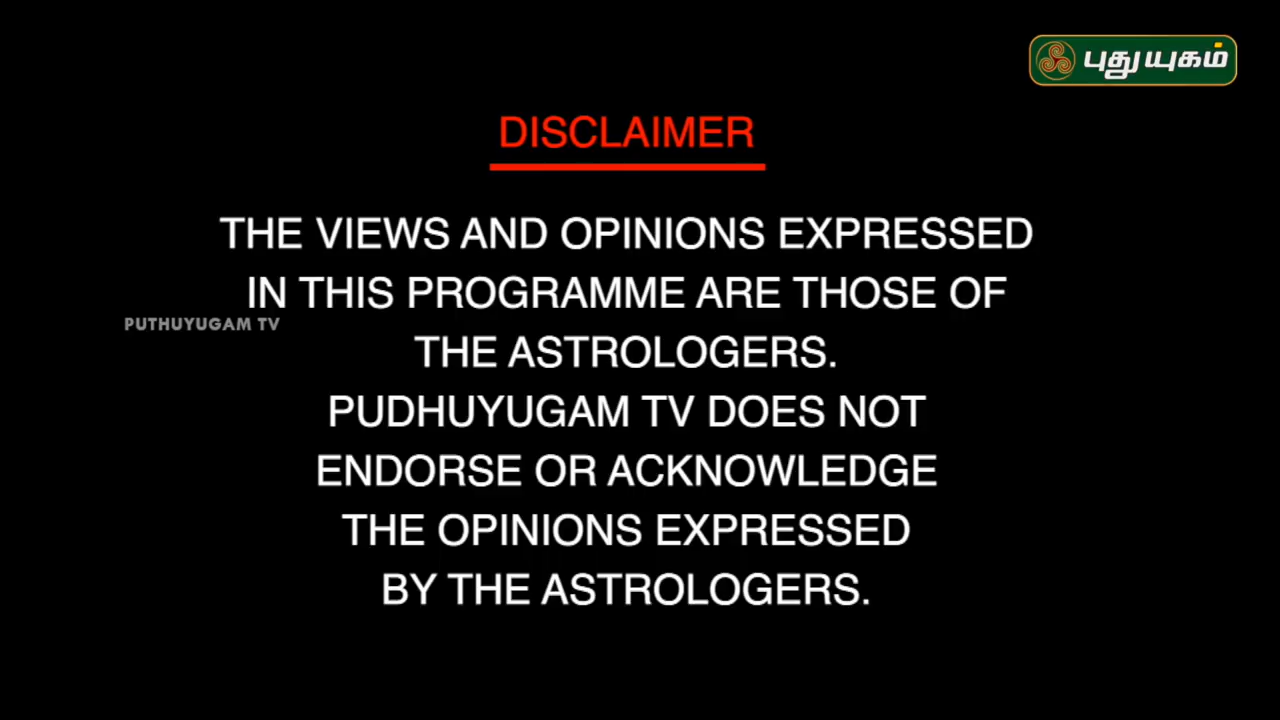 புதுயுகம்
DISCLAIMER
THE VIEWS AND OPINIONS EXPRESSED
IN THIS PROGRAMME ARE THOSE OF
PUTHUYUGAM TV
THE ASTROLOGERS.
PUDHUYUGAM TV DOES NOT
ENDORSE OR ACKNOWLEDGE
THE OPINIONS EXPRESSED
BY THE ASTROLOGERS.